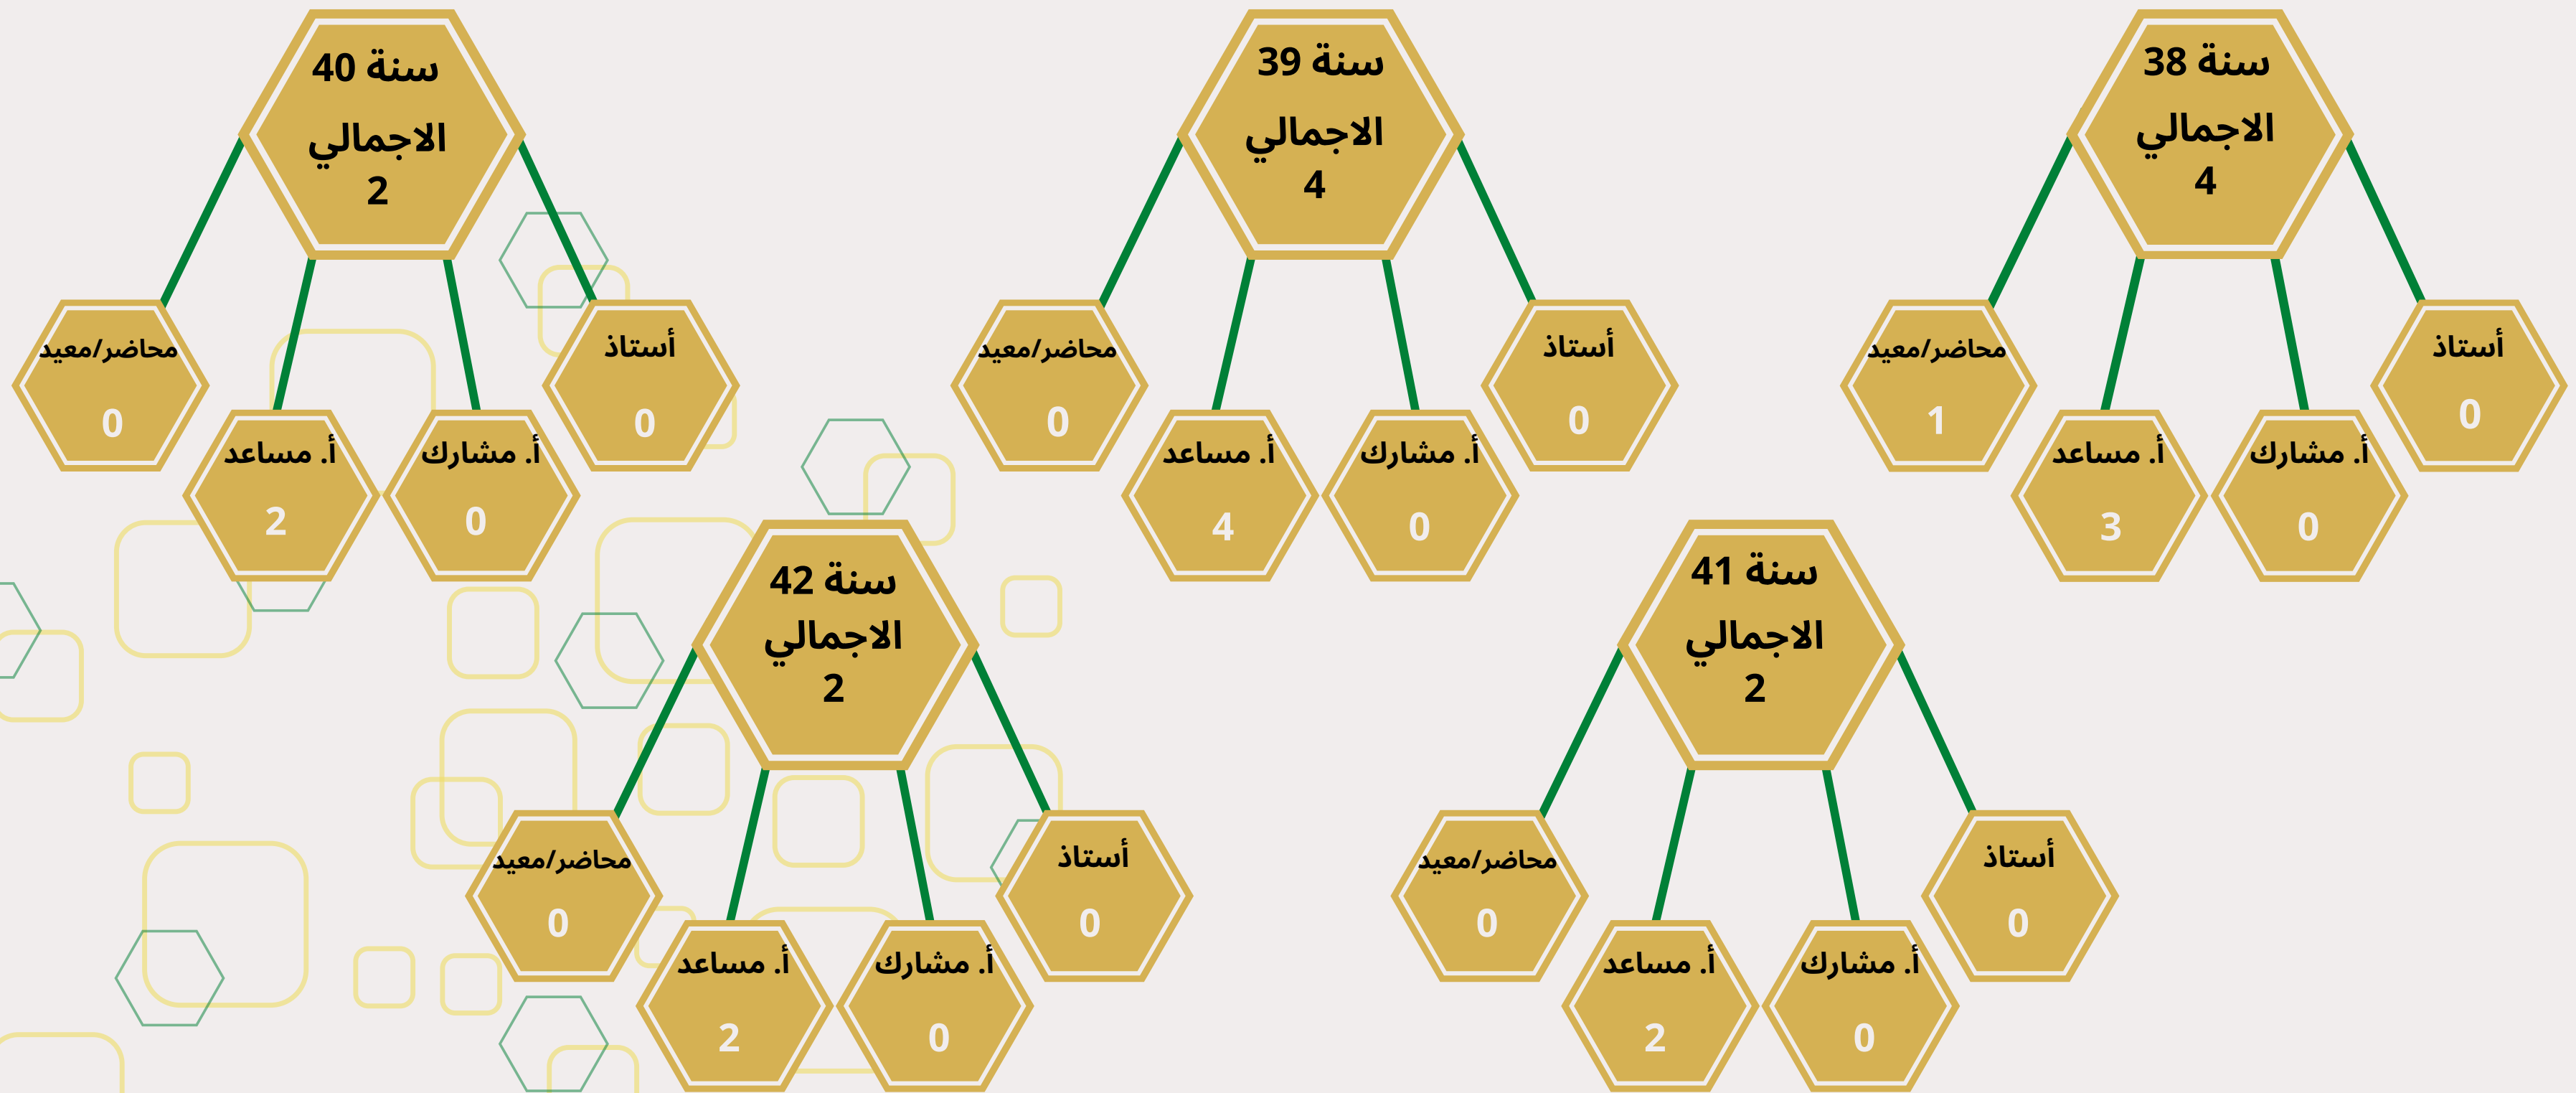 سنة 38
الاجمالي
4
أستاذ
0
أ. مشارك
0
أ. مساعد
3
محاضر/معيد
1
سنة 39
الاجمالي
4
أستاذ
0
أ. مشارك
0
أ. مساعد
4
محاضر/معيد
0
سنة 40
الاجمالي
2
أستاذ
0
أ. مشارك
0
أ. مساعد
2
محاضر/معيد
0
سنة 41
الاجمالي
2
أستاذ
0
أ. مشارك
0
أ. مساعد
2
محاضر/معيد
0
سنة 42
الاجمالي
2
أستاذ
0
أ. مشارك
0
أ. مساعد
2
محاضر/معيد
0